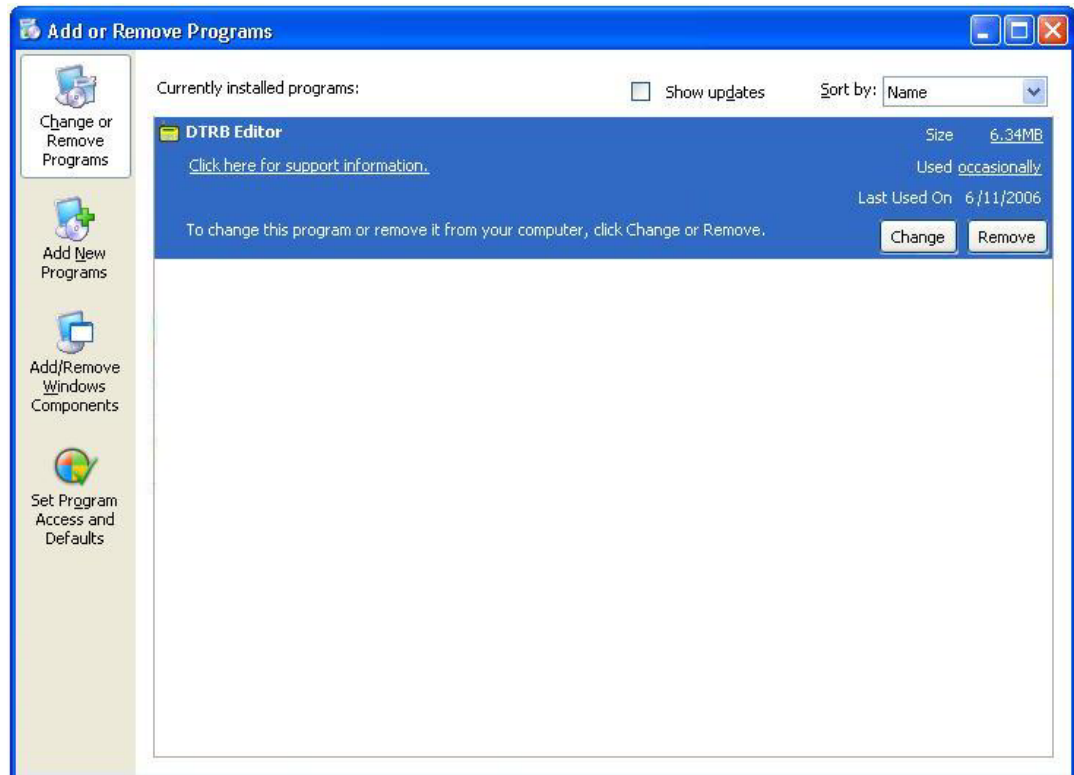 Add or Remove Programs
Change or
Remove
Programs
Add New
Programs
Add/Remove
Windows
Components
Set Program
Access and
Defaults
Currently installed programs:
Show updates
Sort by: Name
DTRB Editor
Size 6.34MB
Click here for support information.
Used occasionally
Last Used On 6/11/2006
To change this program or remove it from your computer, click Change or Remove.
Change Remove